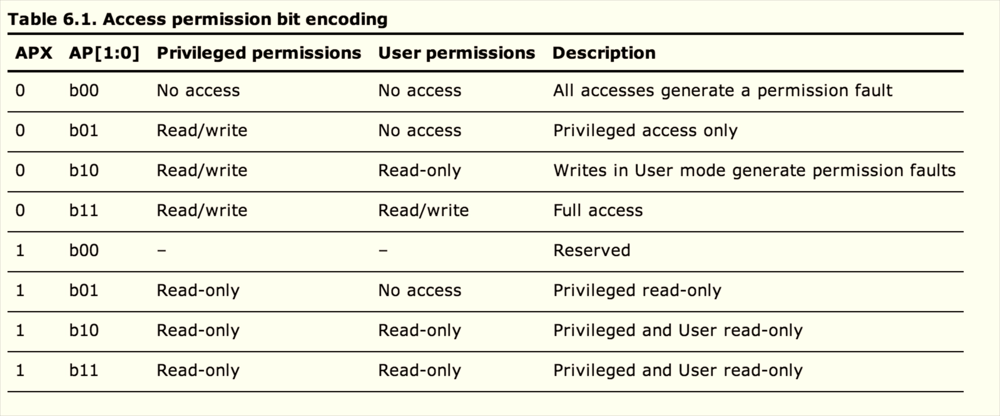 Table 6.1. Access permission bit encoding
APX AP[1:0] Privileged permissions User permissions Description
0 b00 No access No access All accesses generate a permission fault
0 b01 Read/write No access Privileged access only
0 b10 Read/write Read-only Writes in User mode generate permission faults
0 b11 Read/write Read/write Full access
1 b00 – – Reserved
1 b01 Read-only No access Privileged read-only
1 b10 Read-only Read-only Privileged and User read-only
1 b11 Read-only Read-only Privileged and User read-only